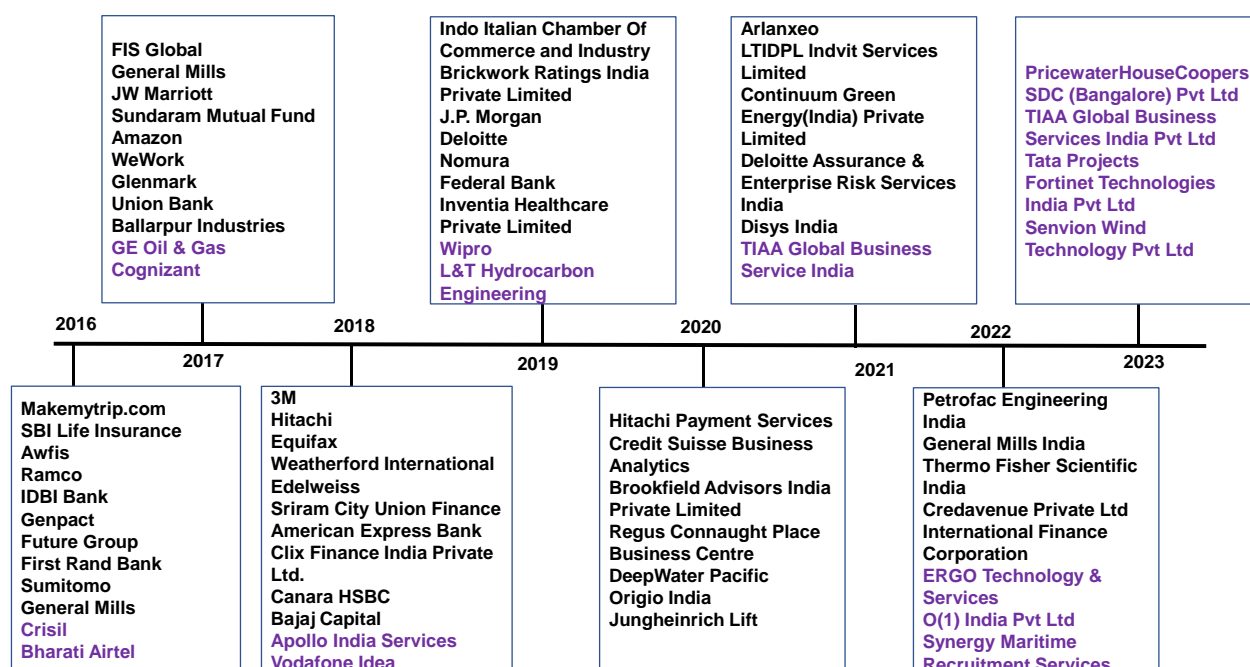 FIS Global
General Mills
JW Marriott
Sundaram Mutual Fund
Amazon
WeWork
Glenmark
Union Bank
Ballarpur Industries
GE Oil & Gas
Cognizant
Indo Italian Chamber Of
Commerce and Industry
Brickwork Ratings India
Private Limited
J.P. Morgan
Deloitte
Nomura
Federal Bank
Inventia Healthcare
Private Limited
Wipro
L&T Hydrocarbon
Engineering
Arlanxeo
LTIDPL Indvit Services
Limited
Continuum Green
Energy(India) Private
Limited
Deloitte Assurance &
Enterprise Risk Services
India
Disys India
TIAA Global Business
Service India
PricewaterHouseCoopers
SDC (Bangalore) Pvt Ltd
TIAA Global Business
Services India Pvt Ltd
Tata Projects
Fortinet Technologies
India Pvt Ltd
Senvion Wind
Technology Pvt Ltd
2016
2017
2018
2019
2020
2021
2022
2023
Makemytrip.com
SBI Life Insurance
Awfis
Ramco
IDBI Bank
Genpact
Future Group
First Rand Bank
Sumitomo
General Mills
Crisil
Bharati Airtel
3M
Hitachi
Equifax
Weatherford International
Edelweiss
Sriram City Union Finance
American Express Bank
Clix Finance India Private
Ltd.
Canara HSBC
Bajaj Capital
Apollo India Services
Vodafone Idea
Hitachi Payment Services
Credit Suisse Business
Analytics
Brookfield Advisors India
Private Limited
Regus Connaught Place
Business Centre
DeepWater Pacific
Origio India
Jungheinrich Lift
Petrofac Engineering
India
General Mills India
Thermo Fisher Scientific
India
Credavenue Private Ltd
International Finance
Corporation
ERGO Technology &
Services
O(1) India Pvt Ltd
Synergy Maritime
Recruitment Services